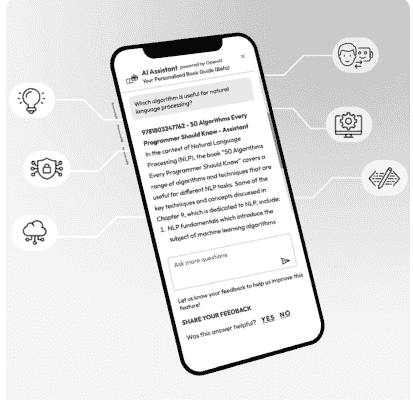 AI Assistant powered by OpenAI
Your Personalised Book Guide (Beta)
Which algorithm is useful for natural
language processing?
9781803247762 - 50 Algorithms Every
Programmer Should Know - Assistant
In the context of Natural Language
Processing (NLP), the book "50 Algorithms
Every Programmer Should Know" covers a
range of algorithms and techniques that are
useful for different NLP tasks. Some of the
key techniques and concepts discussed in
Chapter 9, which is dedicated to NLP, include:
1. NLP fundamentals which introduce the
subject of machine learning algorithms
Ask more questions
Let us know your feedback to help us improve this
feature!
SHARE YOUR FEEDBACK
Was this answer helpful? YES NO